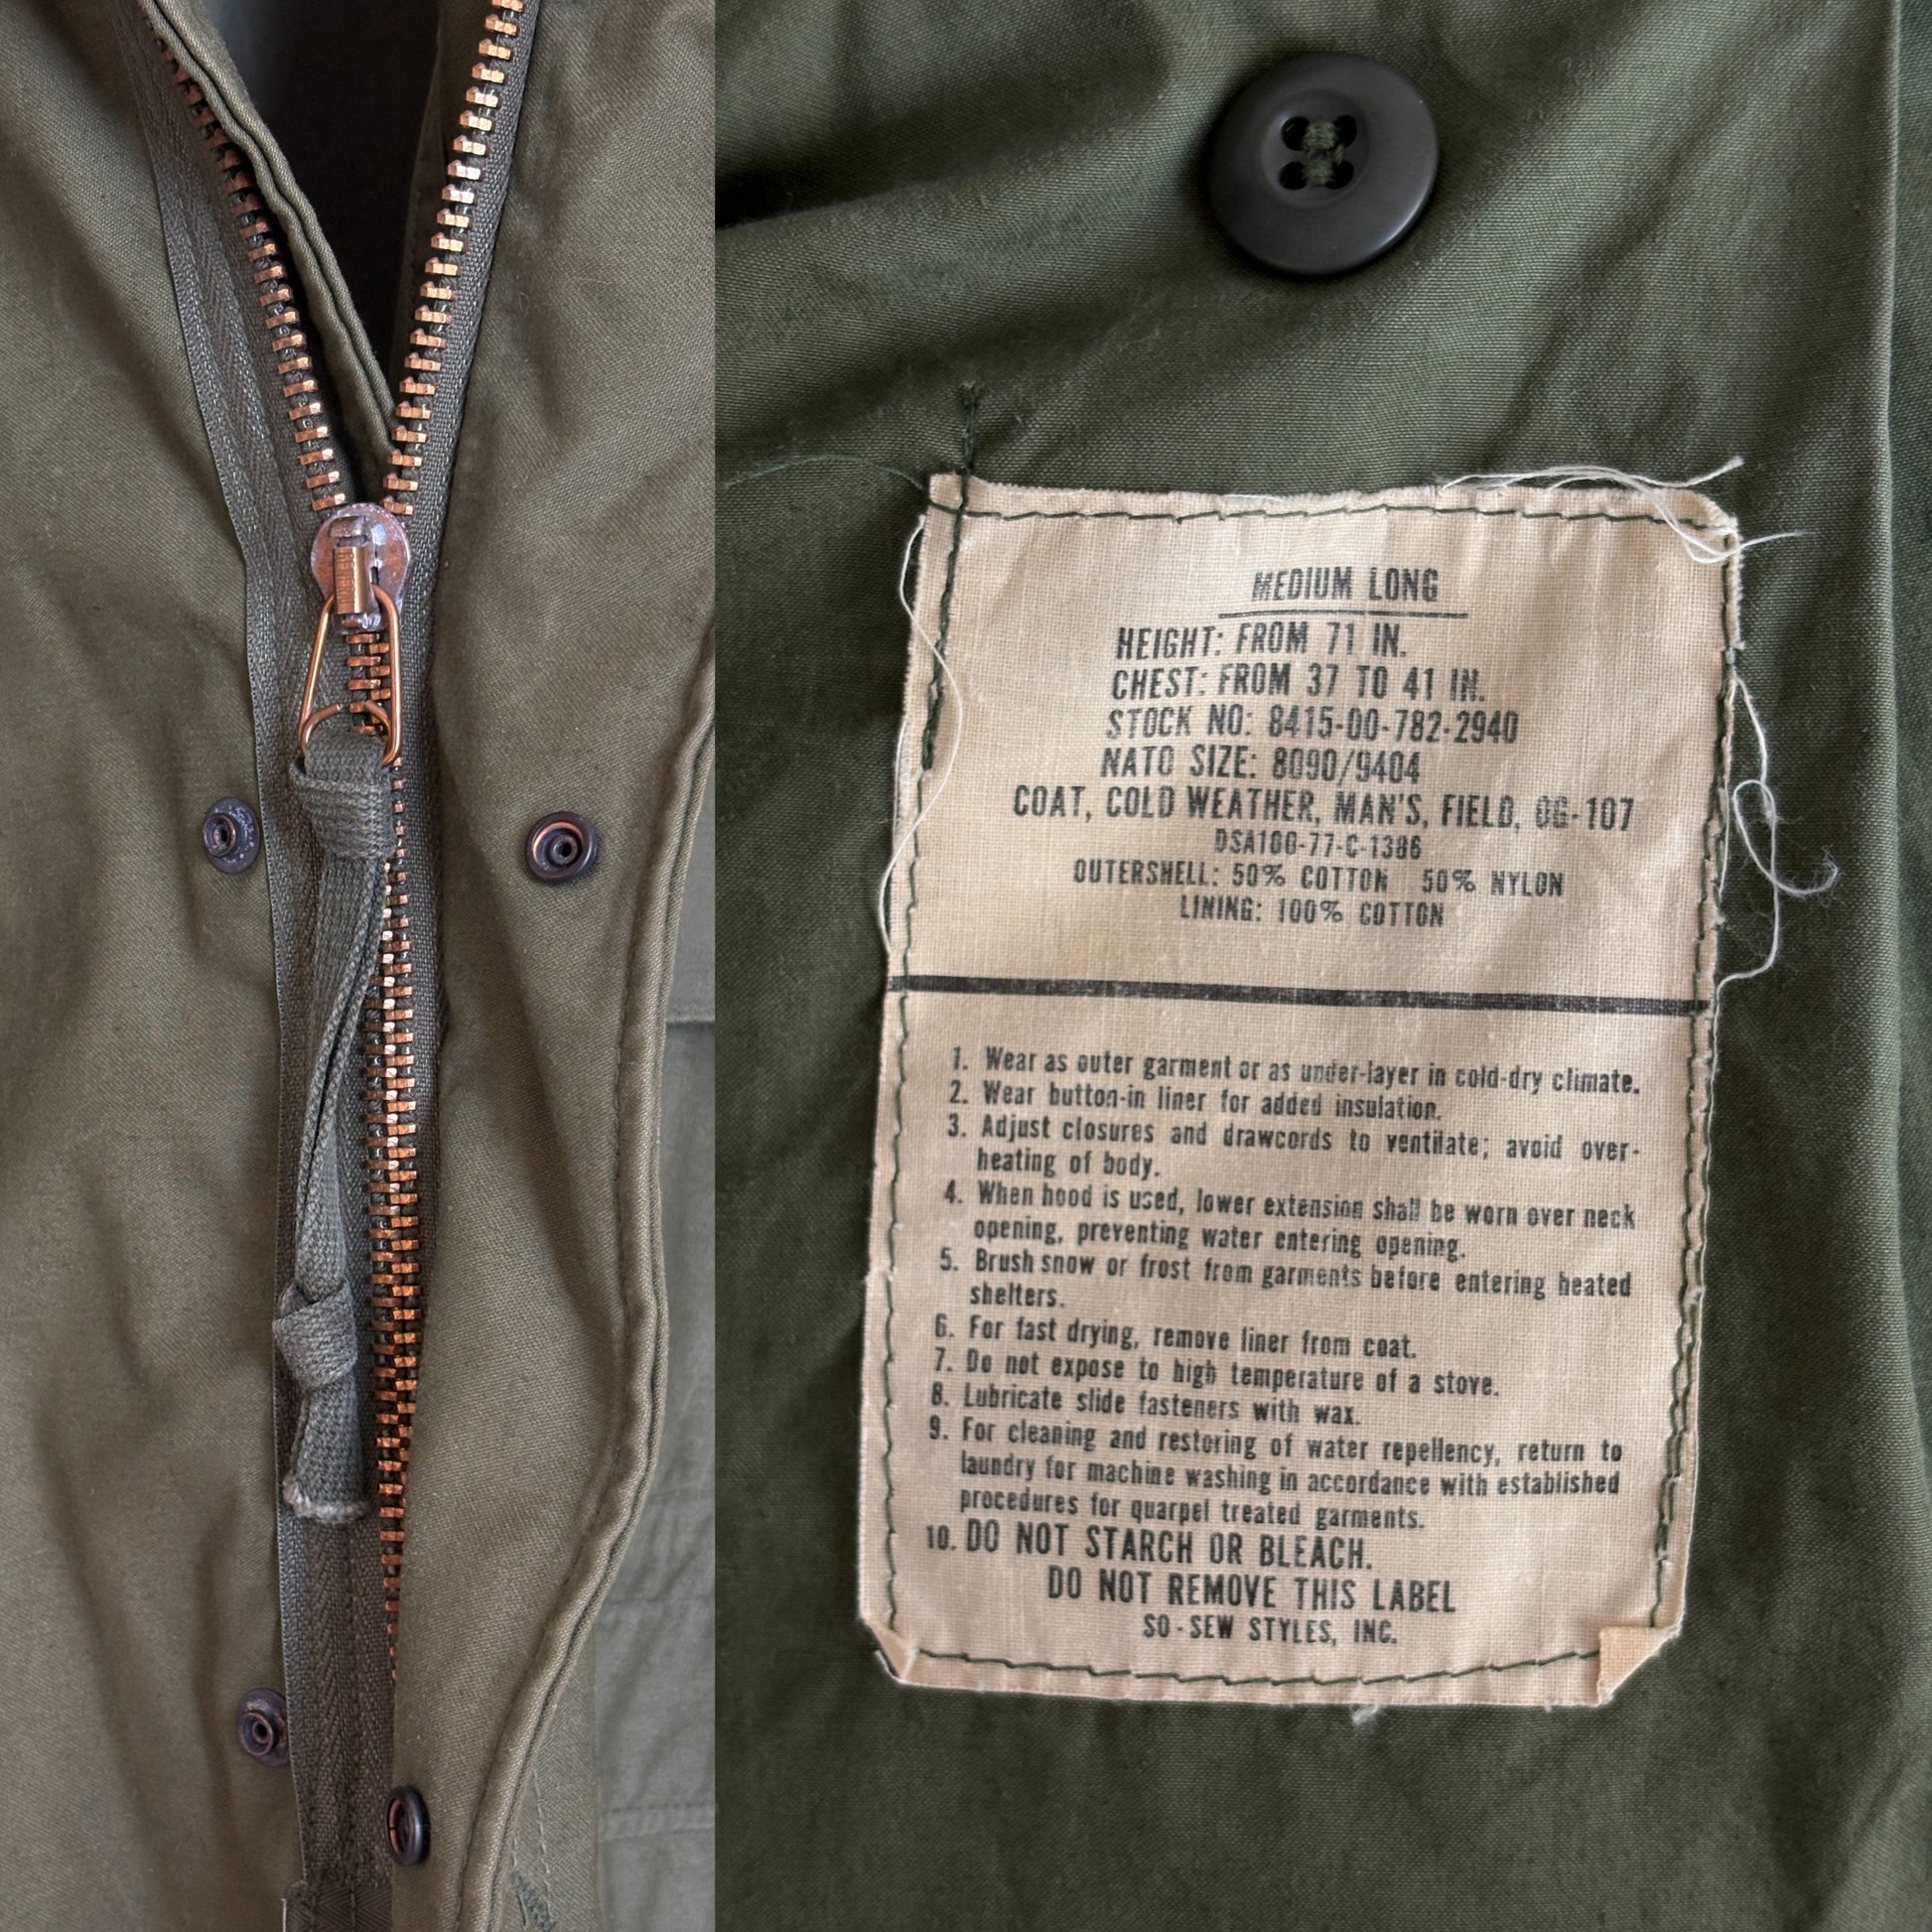 MEDIUM LONG
HEIGHT: FROM 71 IN.
CHEST: FROM 37 TO 41 IN.
STOCK NO: 8415-00-782-2940
NATO SIZE: 8090/9404
COAT, COLD WEATHER, MAN'S, FIELD, OG-107
DSA100-77-C-1386
OUTERSHELL: 50% COTTON 50% NYLON
LINING: 100% COTTON
1. Wear as outer garment or as under-layer in cold-dry climate.
2. Wear button-in liner for added insulation.
3. Adjust closures and drawcords to ventilate; avoid over-
heating of body.
4. When hood is used, lower extension shall be worn over neck
opening, preventing water entering opening.
5. Brush snow or frost from garments before entering heated
shelters.
6. For fast drying, remove liner from coat.
7. Do not expose to high temperature of a stove.
8. Lubricate slide fasteners with wax.
9. For cleaning and restoring of water repellency, return to
laundry for machine washing in accordance with established
procedures for quarpel treated garments.
10. DO NOT STARCH OR BLEACH.
DO NOT REMOVE THIS LABEL
SO-SEW STYLES, INC.